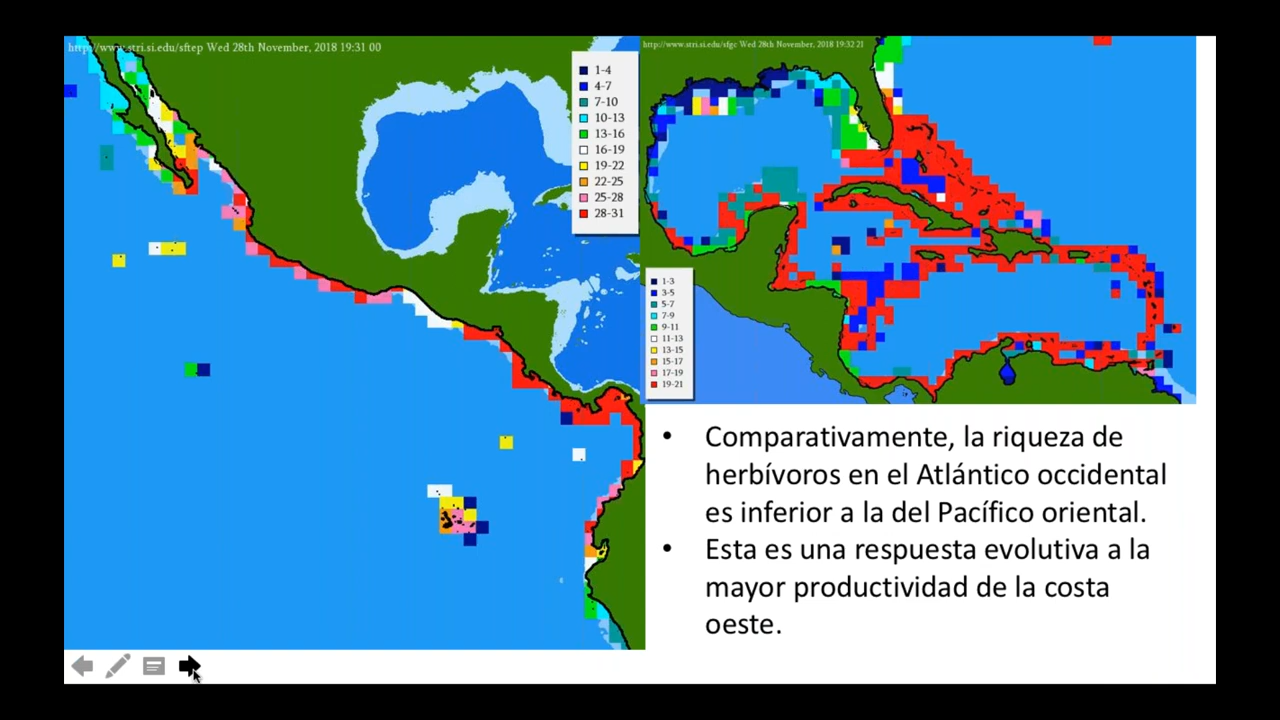 http://www.stri.si.edu/sftep Wed 28th November, 2018 19:31 00
1-4
4-7
7-10
10-13
13-16
16-19
19-22
22-25
25-28
28-31
http://www.stri.si.edu/sfgc Wed 28th November, 2018 19:32 21
1-3
3-5
5-7
7-9
9-11
11-13
13-15
15-17
17-19
19-21
• Comparativamente, la riqueza de
herbívoros en el Atlántico occidental
es inferior a la del Pacífico oriental.
• Esta es una respuesta evolutiva a la
mayor productividad de la costa
oeste.